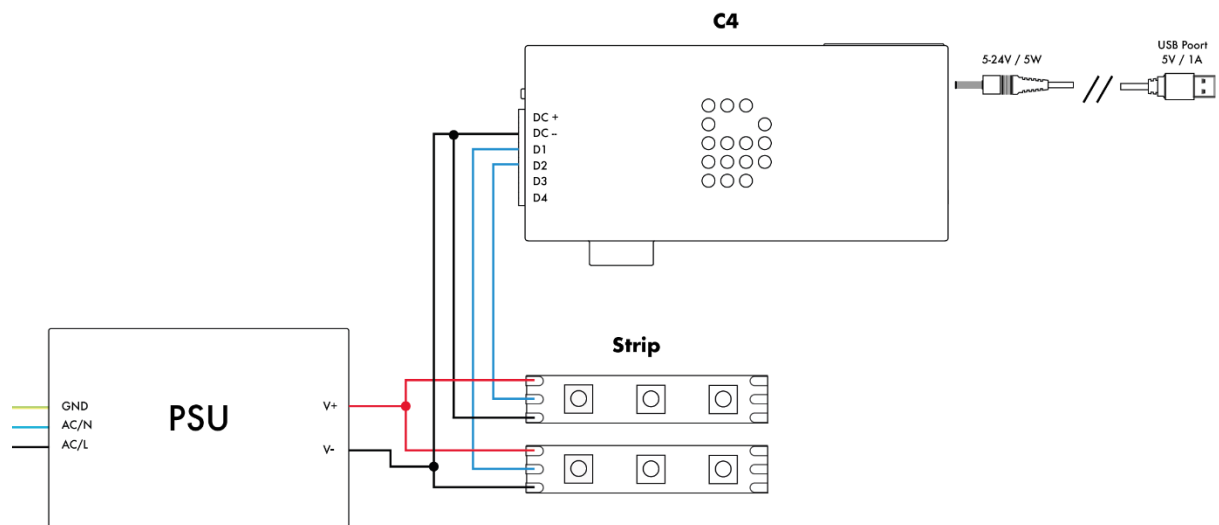 C4
5-24V / 5W
USB Poort
5V / 1A
DC +
DC --
D1
D2
D3
D4
Strip
GND
AC/N
AC/L
PSU
V+
V-